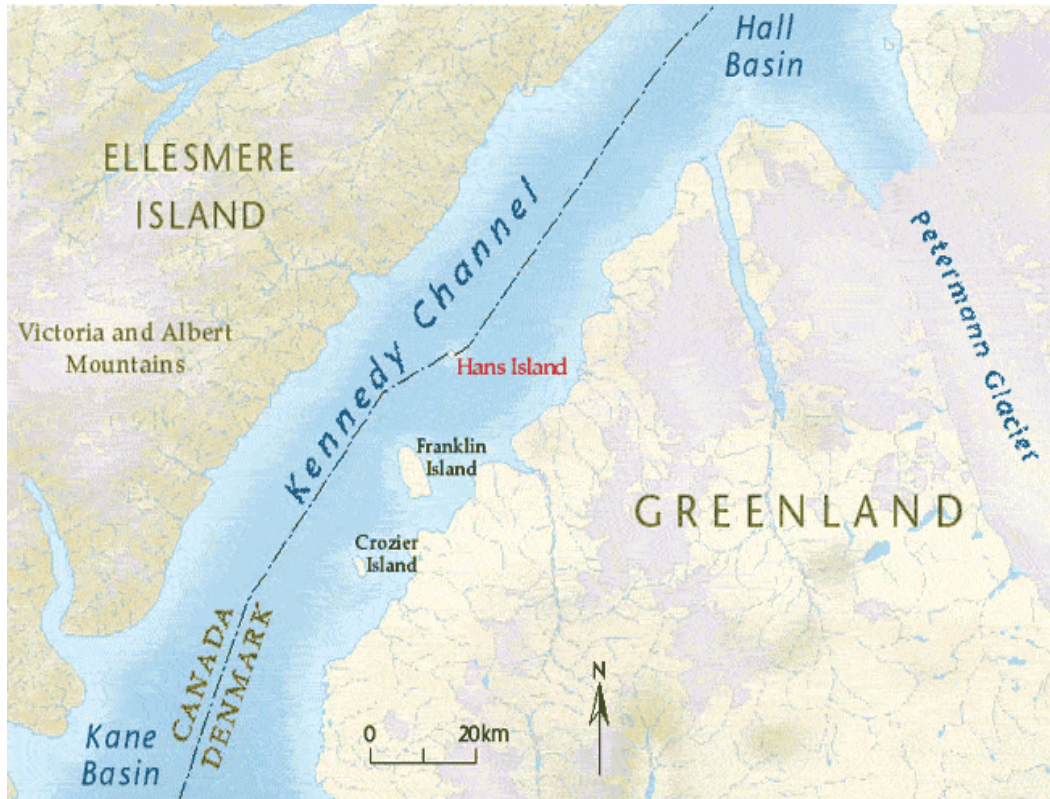 Hall
Basin
ELLESMERE
ISLAND
Kennedy Channel
Petermann Glacier
Victoria and Albert
Mountains
Hans Island
Franklin
Island
GREENLAND
Crozier
Island
CANADA
DENMARK
N
0 20km
Kane
Basin